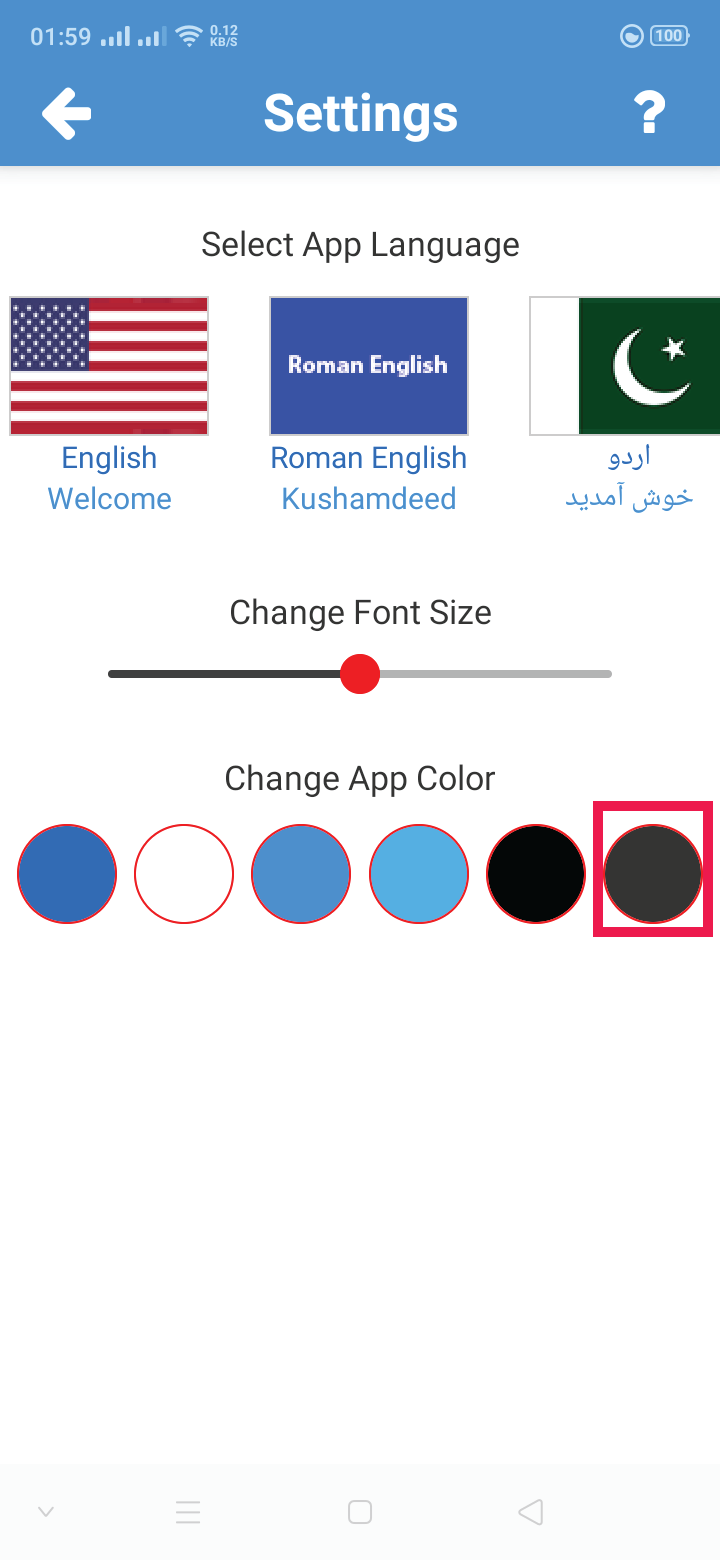 01:59 0.12 KB/S 100
Settings ?
Select App Language
Roman English
English Roman English اردو
Welcome Kushamdeed خوش آمدید
Change Font Size
Change App Color